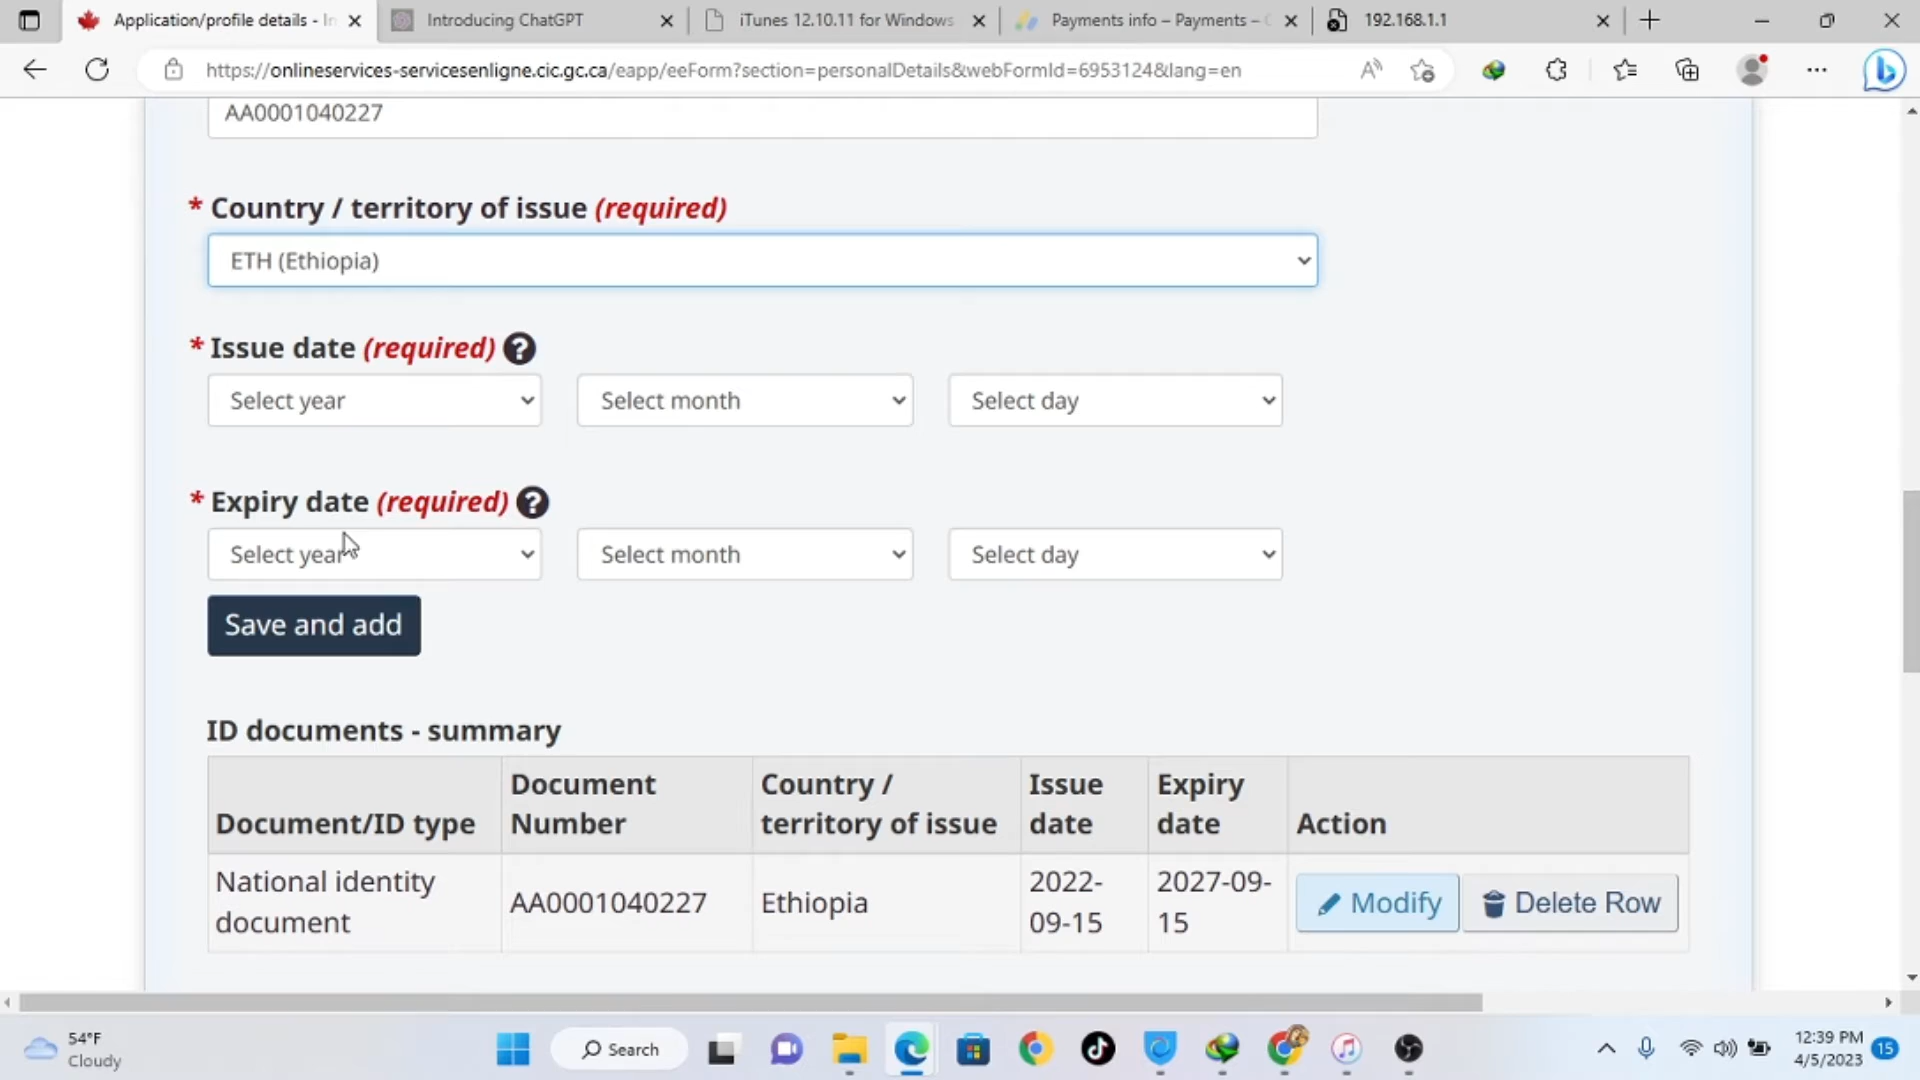 Application/profile details - In
Introducing ChatGPT
iTunes 12.10.11 for Windows
Payments info – Payments –
192.168.1.1
https://onlineservices-servicesenligne.cic.gc.ca/eapp/eeForm?section=personalDetails&webFormId=6953124&lang=en
AA0001040227
* Country / territory of issue (required)
ETH (Ethiopia)
* Issue date (required) ?
Select year Select month Select day
* Expiry date (required) ?
Select year Select month Select day
Save and add
ID documents - summary
Document/ID type
Document
Number
Country /
territory of issue
Issue
date
Expiry
date
Action
National identity
document
AA0001040227
Ethiopia
2022-
09-15
2027-09-
15
Modify
Delete Row
54°F
Cloudy
Search
12:39 PM
4/5/2023
15